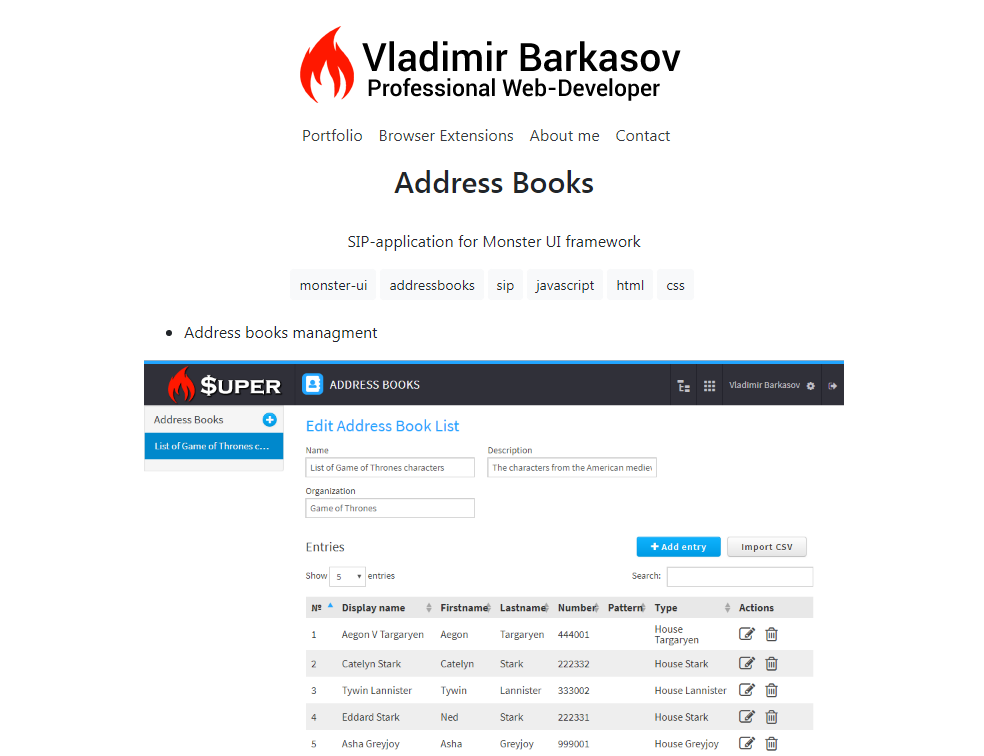 Vladimir Barkasov
Professional Web-Developer
Portfolio Browser Extensions About me Contact
Address Books
SIP-application for Monster UI framework
monster-ui addressbooks sip javascript html css
Address books managment
$UPER ADDRESS BOOKS Vladimir Barkasov
Address Books
List of Game of Thrones c...
Edit Address Book List
Name Description
List of Game of Thrones characters The characters from the American mediev
Organization
Game of Thrones
Entries + Add entry Import CSV
Show 5 entries Search:
№ Display name Firstname Lastname Number Pattern Type Actions
1 Aegon V Targaryen Aegon Targaryen 444001 House Targaryen
2 Catelyn Stark Catelyn Stark 222332 House Stark
3 Tywin Lannister Tywin Lannister 333002 House Lannister
4 Eddard Stark Ned Stark 222331 House Stark
5 Asha Greyjoy Asha Greyjoy 999001 House Greyjoy